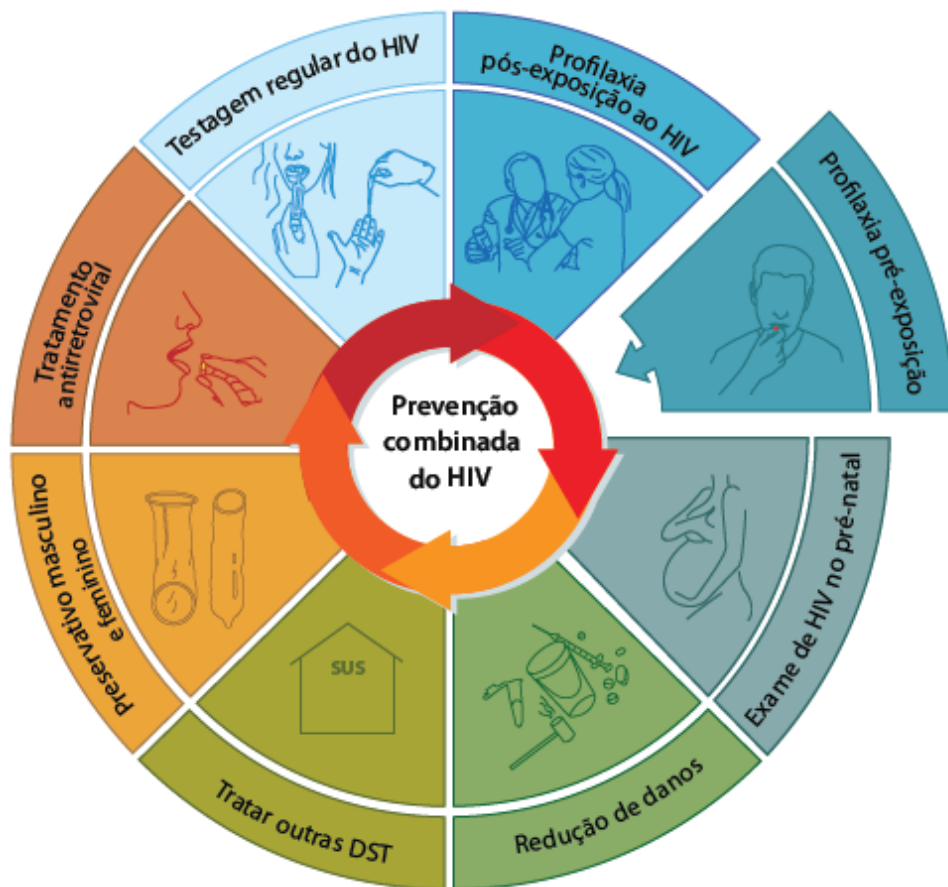 Testagem regular do HIV
Profilaxia
pós-exposição ao HIV
Profilaxia pré-exposição
Exame de HIV no pré-natal
Redução de danos
Tratar outras DST
SUS
Preservativo masculino
e feminino
Tratamento
antirretroviral
Prevenção
combinada
do HIV